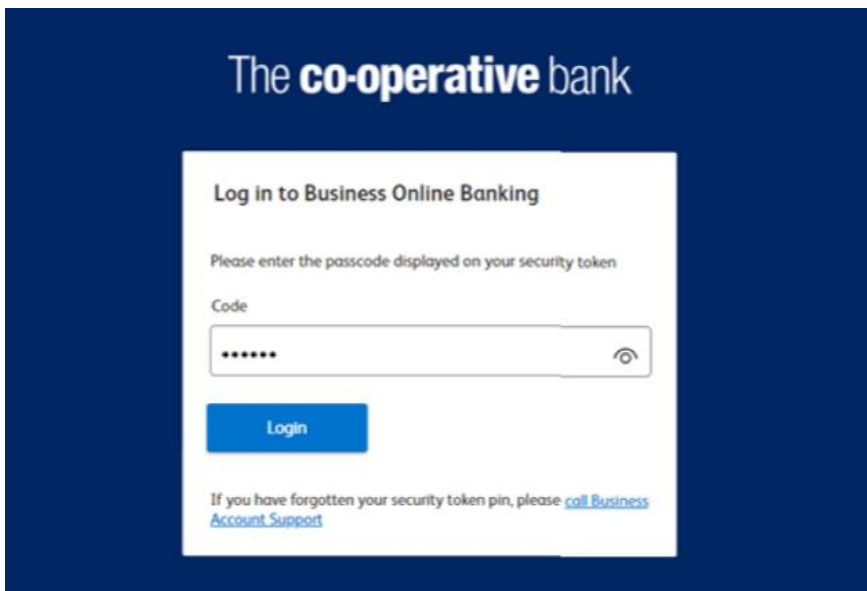 The co-operative bank
Log in to Business Online Banking
Please enter the passcode displayed on your security token
Code
••••••
Login
If you have forgotten your security token pin, please call Business
Account Support